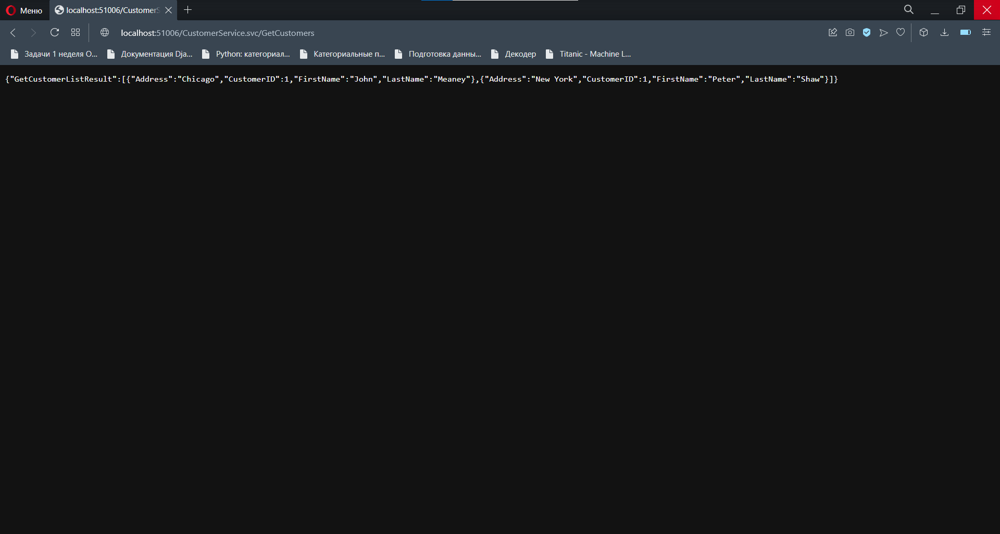 Меню localhost:51006/Customer
localhost:51006/CustomerService.svc/GetCustomers
Задачи 1 неделя О... Документация Dja... Python: категориал... Категориальные п... Подготовка данны... Декодер Titanic - Machine L...
{"GetCustomerListResult":[{"Address":"Chicago","CustomerID":1,"FirstName":"John","LastName":"Meaney"},{"Address":"New York","CustomerID":1,"FirstName":"Peter","LastName":"Shaw"}]}